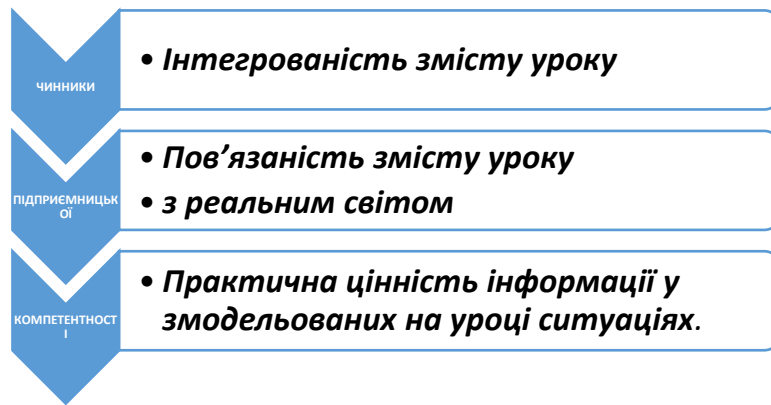 ЧИННИКИ
• Інтегрованість змісту уроку
ПІДПРИЄМНИЦЬК
ОЇ
• Пов’язаність змісту уроку
• з реальним світом
КОМПЕТЕНТНОСТ
І
• Практична цінність інформації у
змодельованих на уроці ситуаціях.